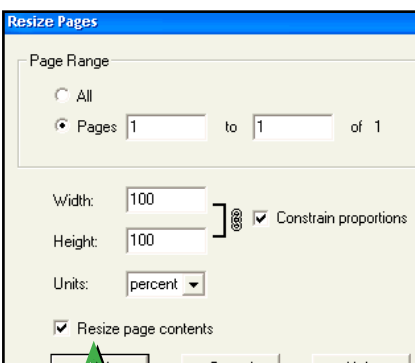 Resize Pages
Page Range
All
Pages 1 to 1 of 1
Width: 100
Constrain proportions
Height: 100
Units: percent
Resize page contents